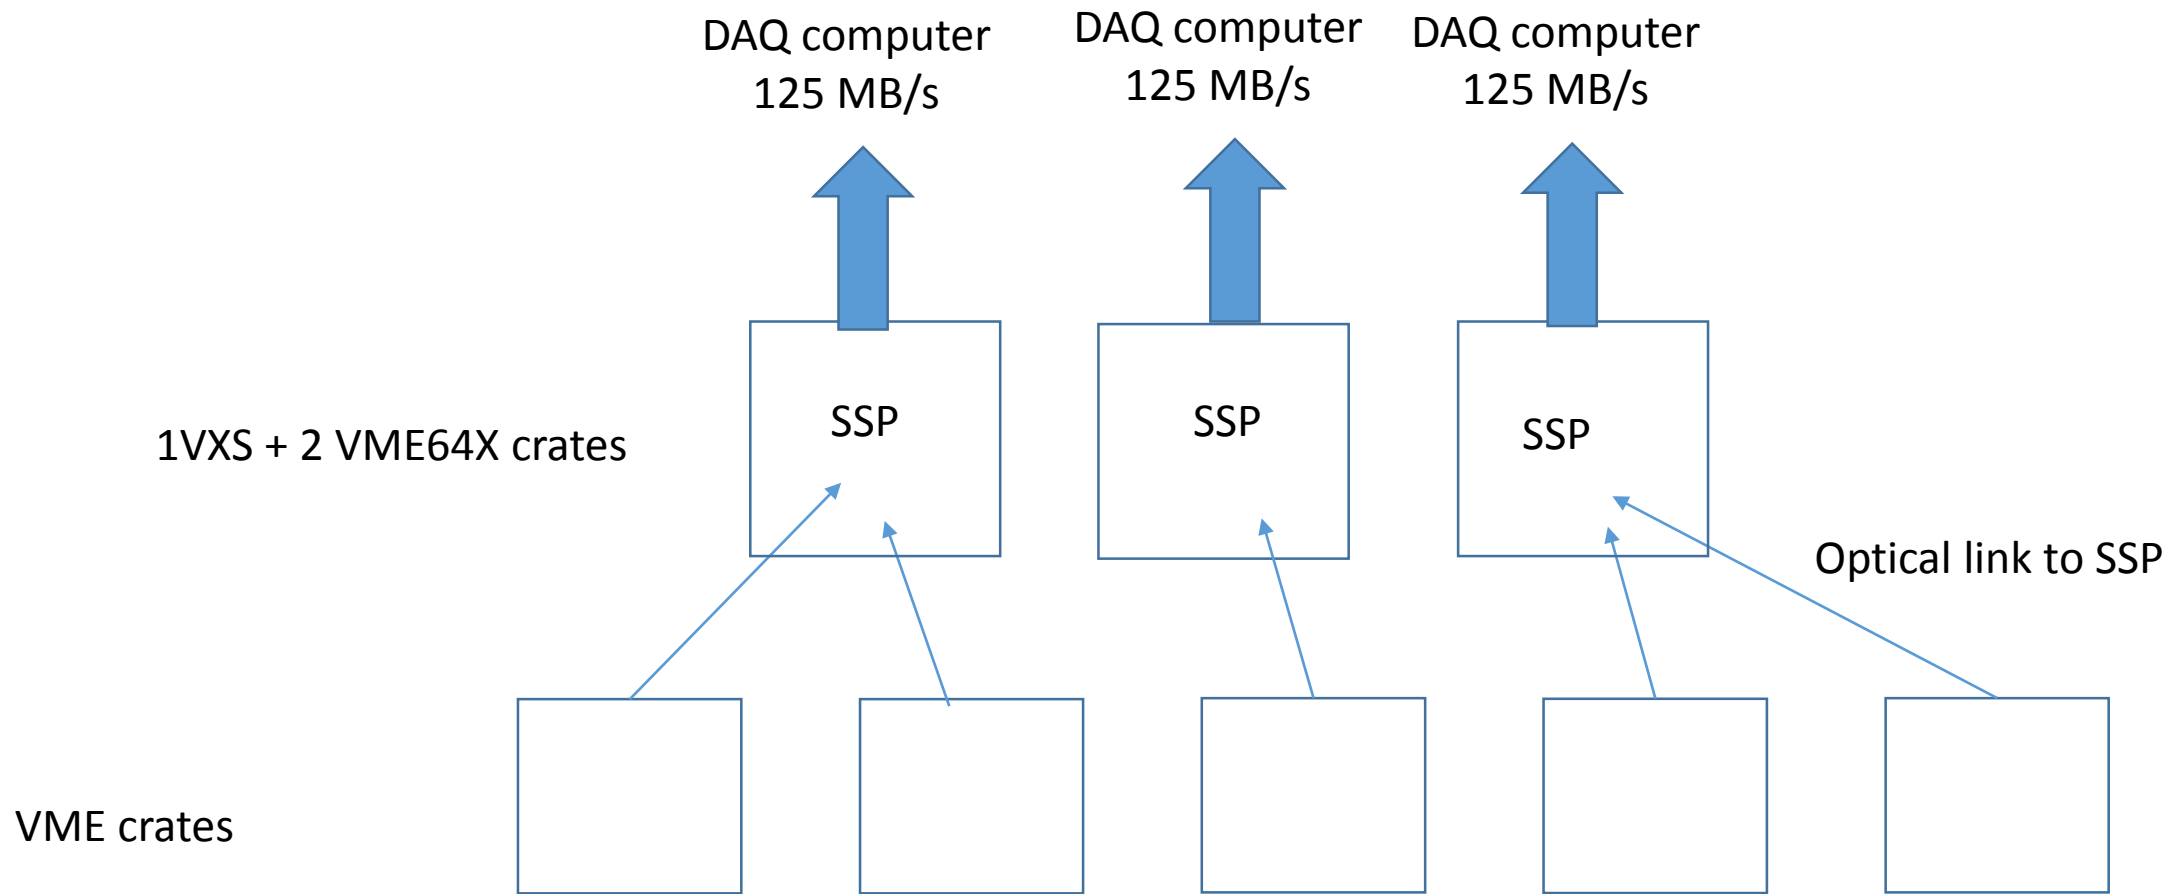 DAQ computer
125 MB/s
DAQ computer
125 MB/s
DAQ computer
125 MB/s
SSP
SSP
SSP
1VXS + 2 VME64X crates
Optical link to SSP
VME crates